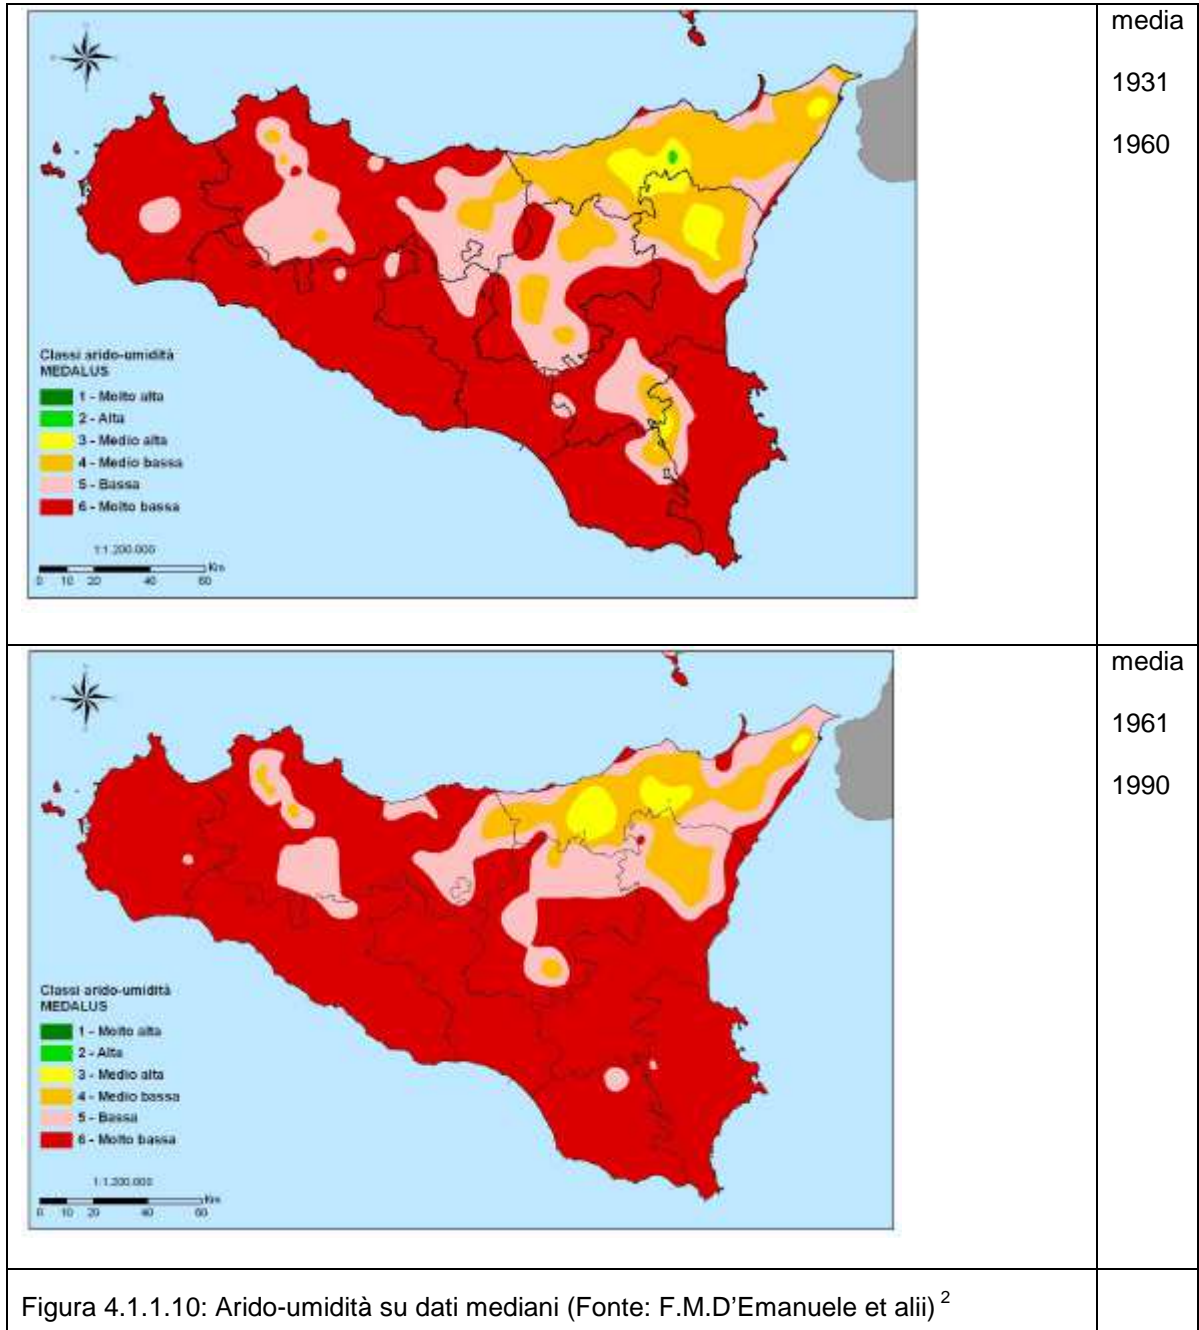 media
1931
1960
Classi arido-umidità
MEDALUS
1 - Molto alta
2 - Alta
3 - Medio alta
4 - Medio bassa
5 - Bassa
6 - Molto bassa
1:1.200.000
0 10 20 40 60 Km
media
1961
1990
Classi arido-umidità
MEDALUS
1 - Molto alta
2 - Alta
3 - Medio alta
4 - Medio bassa
5 - Bassa
6 - Molto bassa
1:1.200.000
0 10 20 40 60 Km
Figura 4.1.1.10: Arido-umidità su dati mediani (Fonte: F.M.D'Emanuele et alii) 2